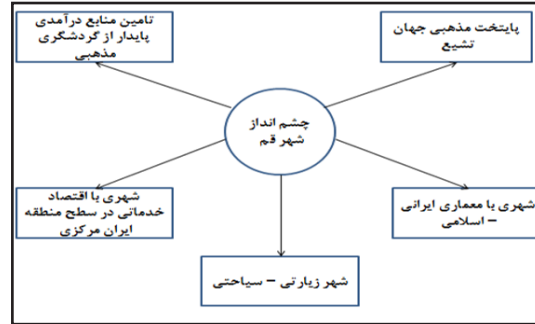 پایتخت مذهبی جهان
تشیع
تامین منابع درآمدی
پایدار از گردشگری
مذهبی
چشم انداز
شهر قم
شهری با معماری ایرانی
– اسلامی
شهری با اقتصاد
خدماتی در سطح منطقه
ایران مرکزی
شهر زیارتی – سیاحتی